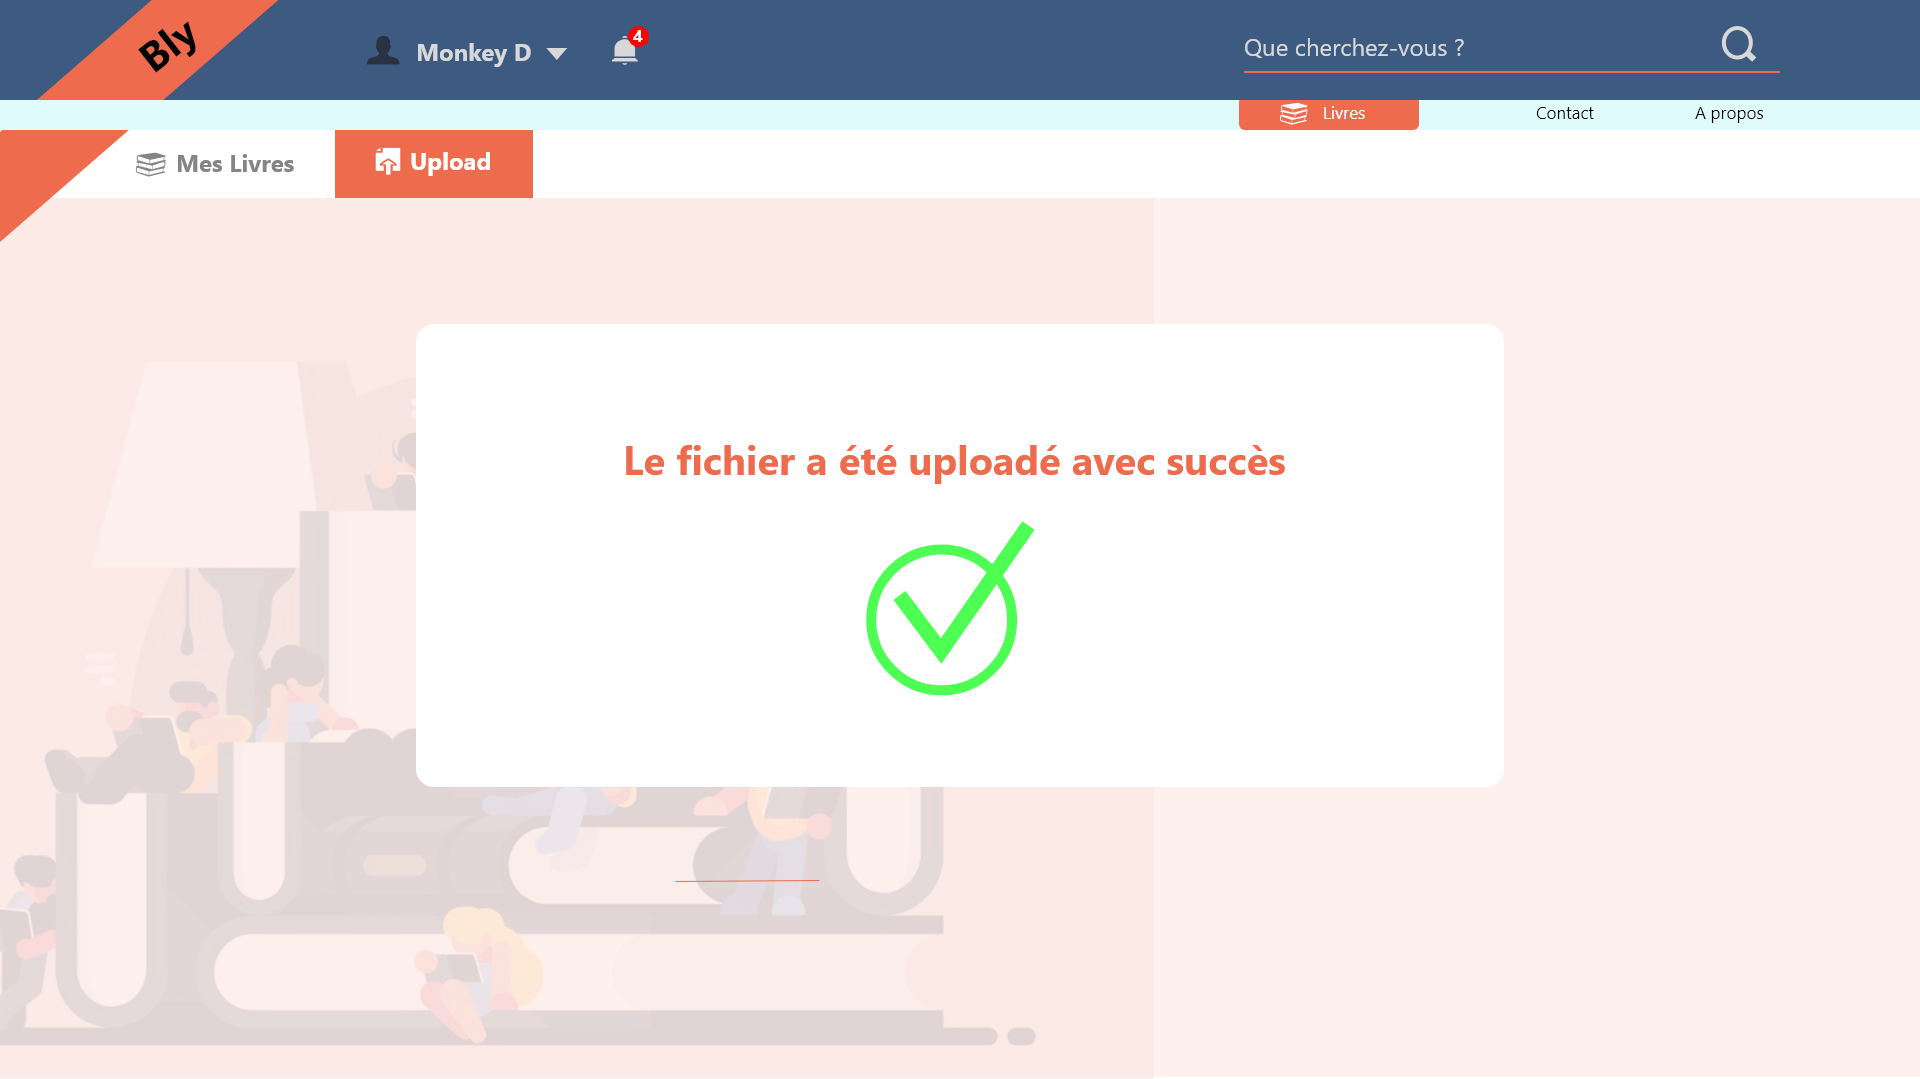 Bly
Monkey D
4
Que cherchez-vous ?
Livres
Contact
A propos
Mes Livres
Upload
Le fichier a été uploadé avec succès